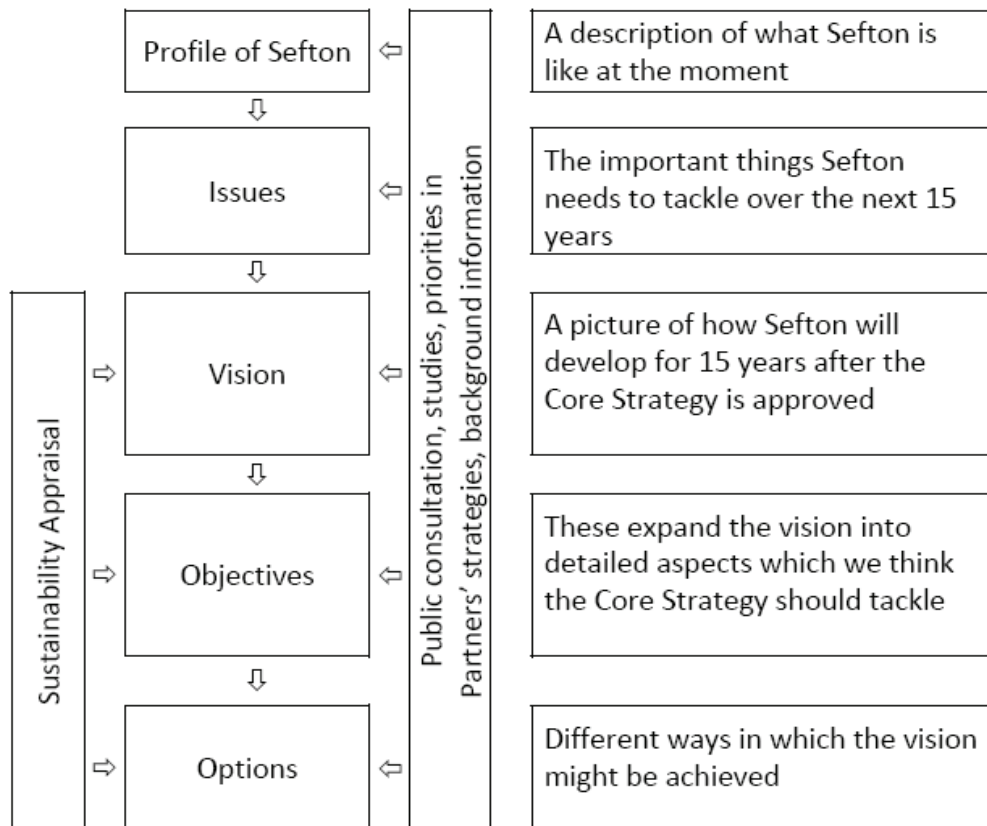 Profile of Sefton
A description of what Sefton is
like at the moment
Issues
The important things Sefton
needs to tackle over the next 15
years
Vision
A picture of how Sefton will
develop for 15 years after the
Core Strategy is approved
Objectives
These expand the vision into
detailed aspects which we think
the Core Strategy should tackle
Options
Different ways in which the vision
might be achieved
Sustainability Appraisal
Public consultation, studies, priorities in
Partners’ strategies, background information